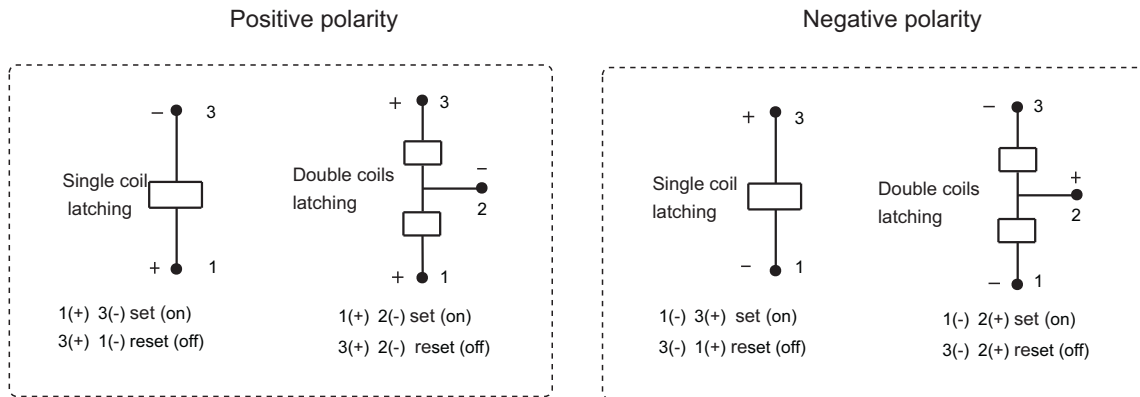 Positive polarity
− 3
Single coil
latching
+ 1
1(+) 3(-) set (on)
3(+) 1(-) reset (off)
+ 3
Double coils
latching
−
2
+ 1
1(+) 2(-) set (on)
3(+) 2(-) reset (off)
Negative polarity
+ 3
Single coil
latching
− 1
1(-) 3(+) set (on)
3(-) 1(+) reset (off)
− 3
Double coils
latching
+
2
− 1
1(-) 2(+) set (on)
3(-) 2(+) reset (off)